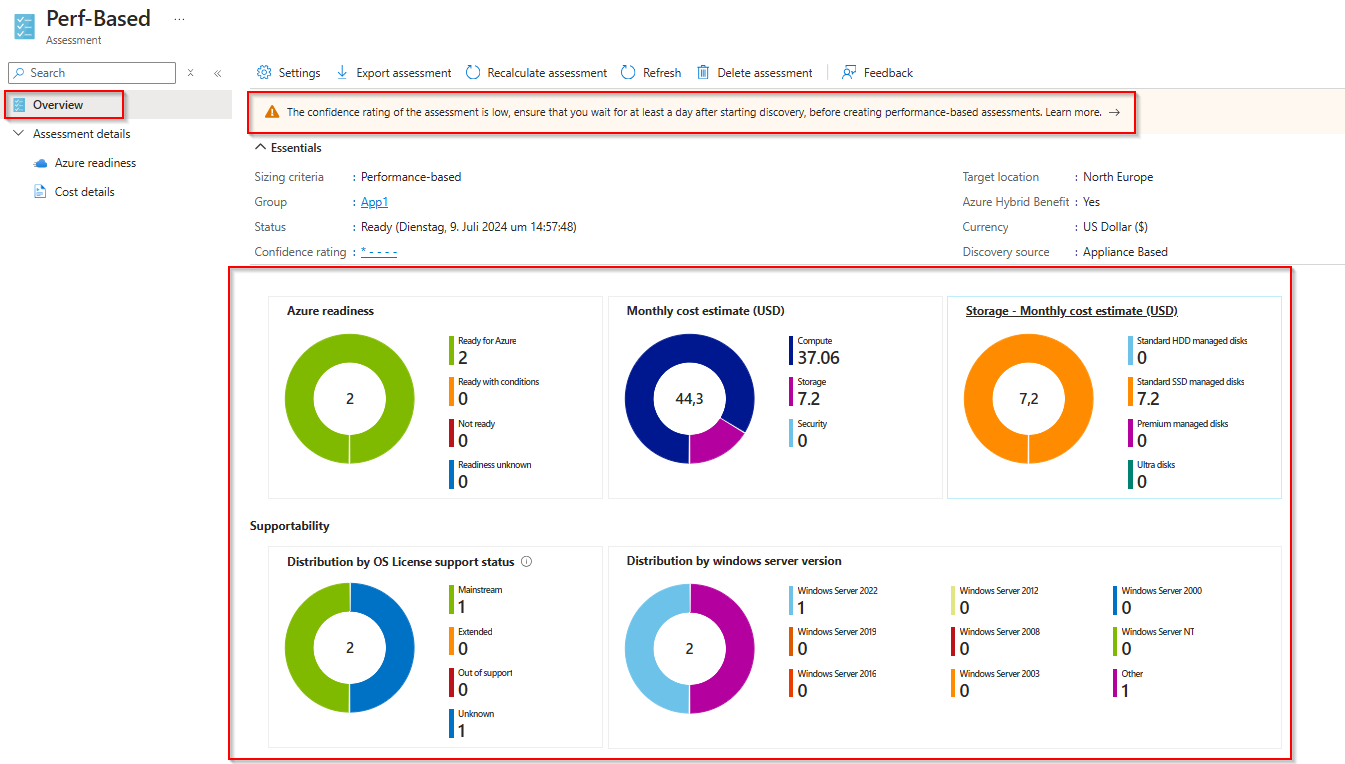 Perf-Based ...
Assessment
Search
Overview
Assessment details
Azure readiness
Cost details
Settings Export assessment Recalculate assessment Refresh Delete assessment Feedback
The confidence rating of the assessment is low, ensure that you wait for at least a day after starting discovery, before creating performance-based assessments. Learn more. →
Essentials
Sizing criteria : Performance-based
Group : App1
Status : Ready (Dienstag, 9. Juli 2024 um 14:57:48)
Confidence rating : * - - - -
Target location : North Europe
Azure Hybrid Benefit : Yes
Currency : US Dollar ($)
Discovery source : Appliance Based
Azure readiness
2
Ready for Azure
2
Ready with conditions
0
Not ready
0
Readiness unknown
0
Monthly cost estimate (USD)
44,3
Compute
37.06
Storage
7.2
Security
0
Storage - Monthly cost estimate (USD)
7,2
Standard HDD managed disks
0
Standard SSD managed disks
7.2
Premium managed disks
0
Ultra disks
0
Supportability
Distribution by OS License support status
2
Mainstream
1
Extended
0
Out of support
0
Unknown
1
Distribution by windows server version
2
Windows Server 2022
1
Windows Server 2019
0
Windows Server 2016
0
Windows Server 2012
0
Windows Server 2008
0
Windows Server 2003
0
Windows Server 2000
0
Windows Server NT
0
Other
1